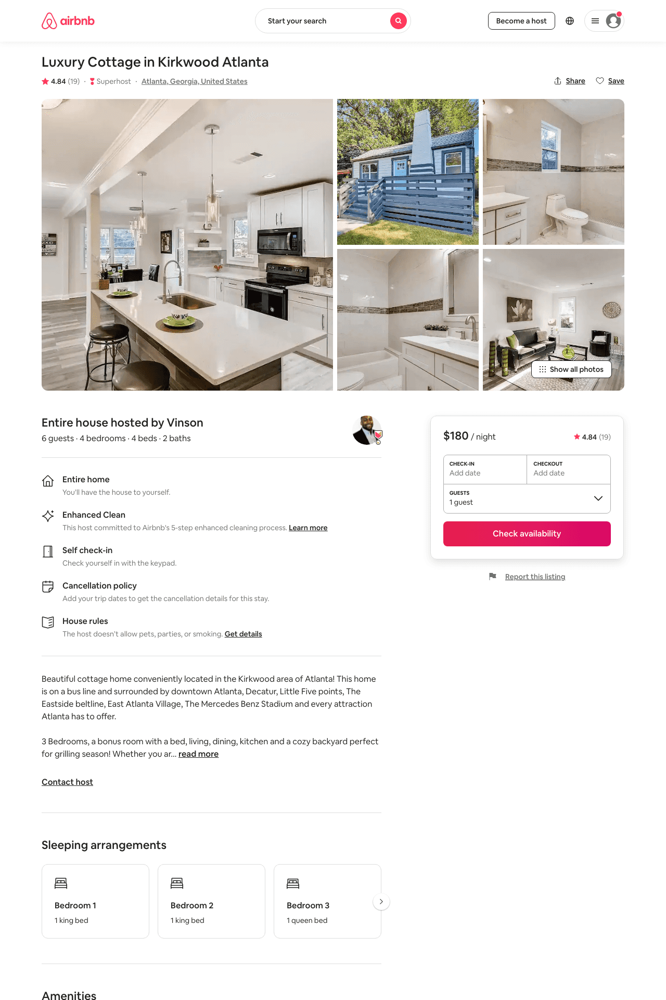 airbnb
Start your search
Become a host
Luxury Cottage in Kirkwood Atlanta
4.84 (19) · Superhost · Atlanta, Georgia, United States
Share
Save
Show all photos
Entire house hosted by Vinson
6 guests · 4 bedrooms · 4 beds · 2 baths
Entire home
You’ll have the house to yourself.
Enhanced Clean
This host committed to Airbnb's 5-step enhanced cleaning process. Learn more
Self check-in
Check yourself in with the keypad.
Cancellation policy
Add your trip dates to get the cancellation details for this stay.
House rules
The host doesn’t allow pets, parties, or smoking. Get details
$180 / night
4.84 (19)
CHECK-IN
Add date
CHECKOUT
Add date
GUESTS
1 guest
Check availability
Report this listing
Beautiful cottage home conveniently located in the Kirkwood area of Atlanta! This home
is on a bus line and surrounded by downtown Atlanta, Decatur, Little Five points, The
Eastside beltline, East Atlanta Village, The Mercedes Benz Stadium and every attraction
Atlanta has to offer.
3 Bedrooms, a bonus room with a bed, living, dining, kitchen and a cozy backyard perfect
for grilling season! Whether you ar... read more
Contact host
Sleeping arrangements
Bedroom 1
1 king bed
Bedroom 2
1 king bed
Bedroom 3
1 queen bed
Amenities